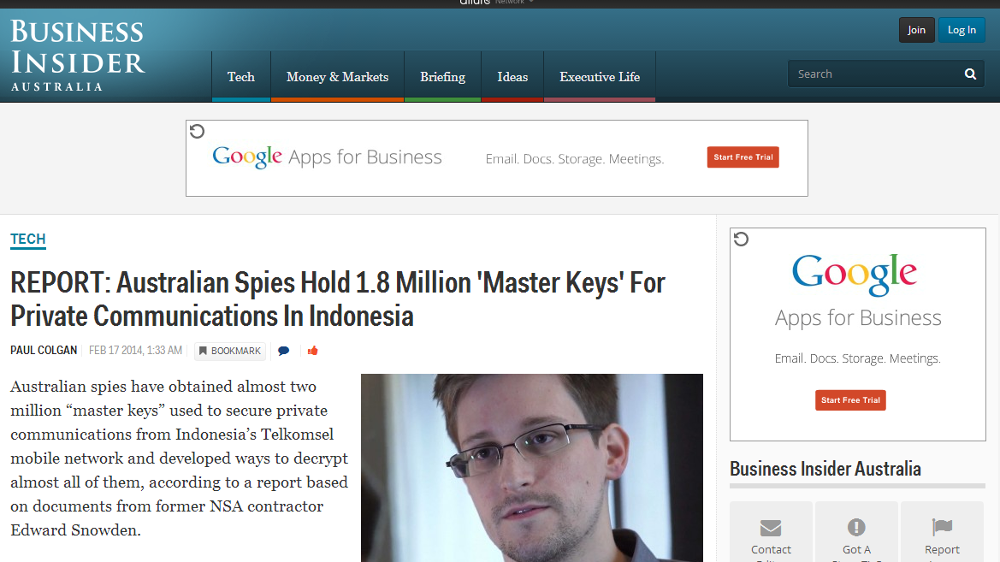 Network
BUSINESS
INSIDER
AUSTRALIA
Join
Log In
Tech
Money & Markets
Briefing
Ideas
Executive Life
Search
Google Apps for Business
Email. Docs. Storage. Meetings.
Start Free Trial
TECH
REPORT: Australian Spies Hold 1.8 Million 'Master Keys' For
Private Communications In Indonesia
PAUL COLGAN
FEB 17 2014, 1:33 AM
BOOKMARK
Australian spies have obtained almost two
million “master keys” used to secure private
communications from Indonesia’s Telkomsel
mobile network and developed ways to decrypt
almost all of them, according to a report based
on documents from former NSA contractor
Edward Snowden.
Google
Apps for Business
Email. Docs. Storage. Meetings.
Start Free Trial
Business Insider Australia
Contact
Got A
Report